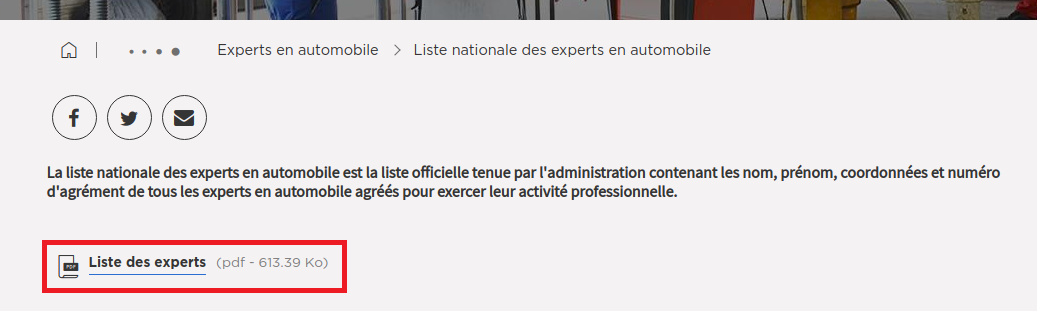 Experts en automobile > Liste nationale des experts en automobile
La liste nationale des experts en automobile est la liste officielle tenue par l'administration contenant les nom, prénom, coordonnées et numéro
d'agrément de tous les experts en automobile agréés pour exercer leur activité professionnelle.
PDF Liste des experts (pdf - 613.39 Ko)